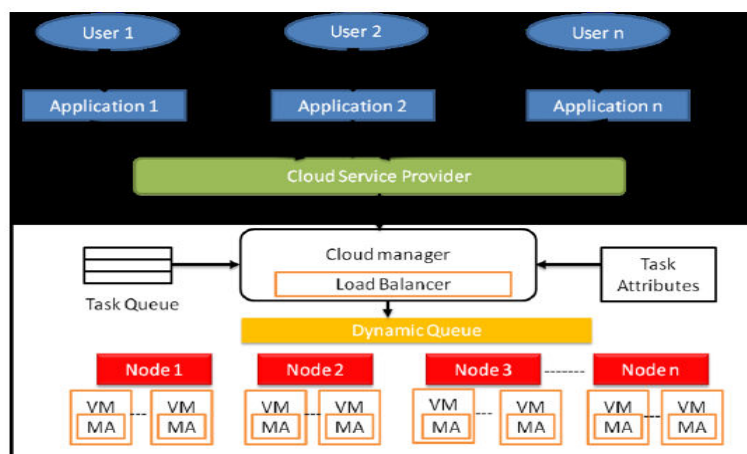 User 1 User 2 User n
Application 1 Application 2 Application n
Cloud Service Provider
Cloud manager
Load Balancer
Task Queue
Task
Attributes
Dynamic Queue
Node 1 Node 2 Node 3 Node n
VM VM VM VM VM VM VM VM
MA MA MA MA MA MA MA MA